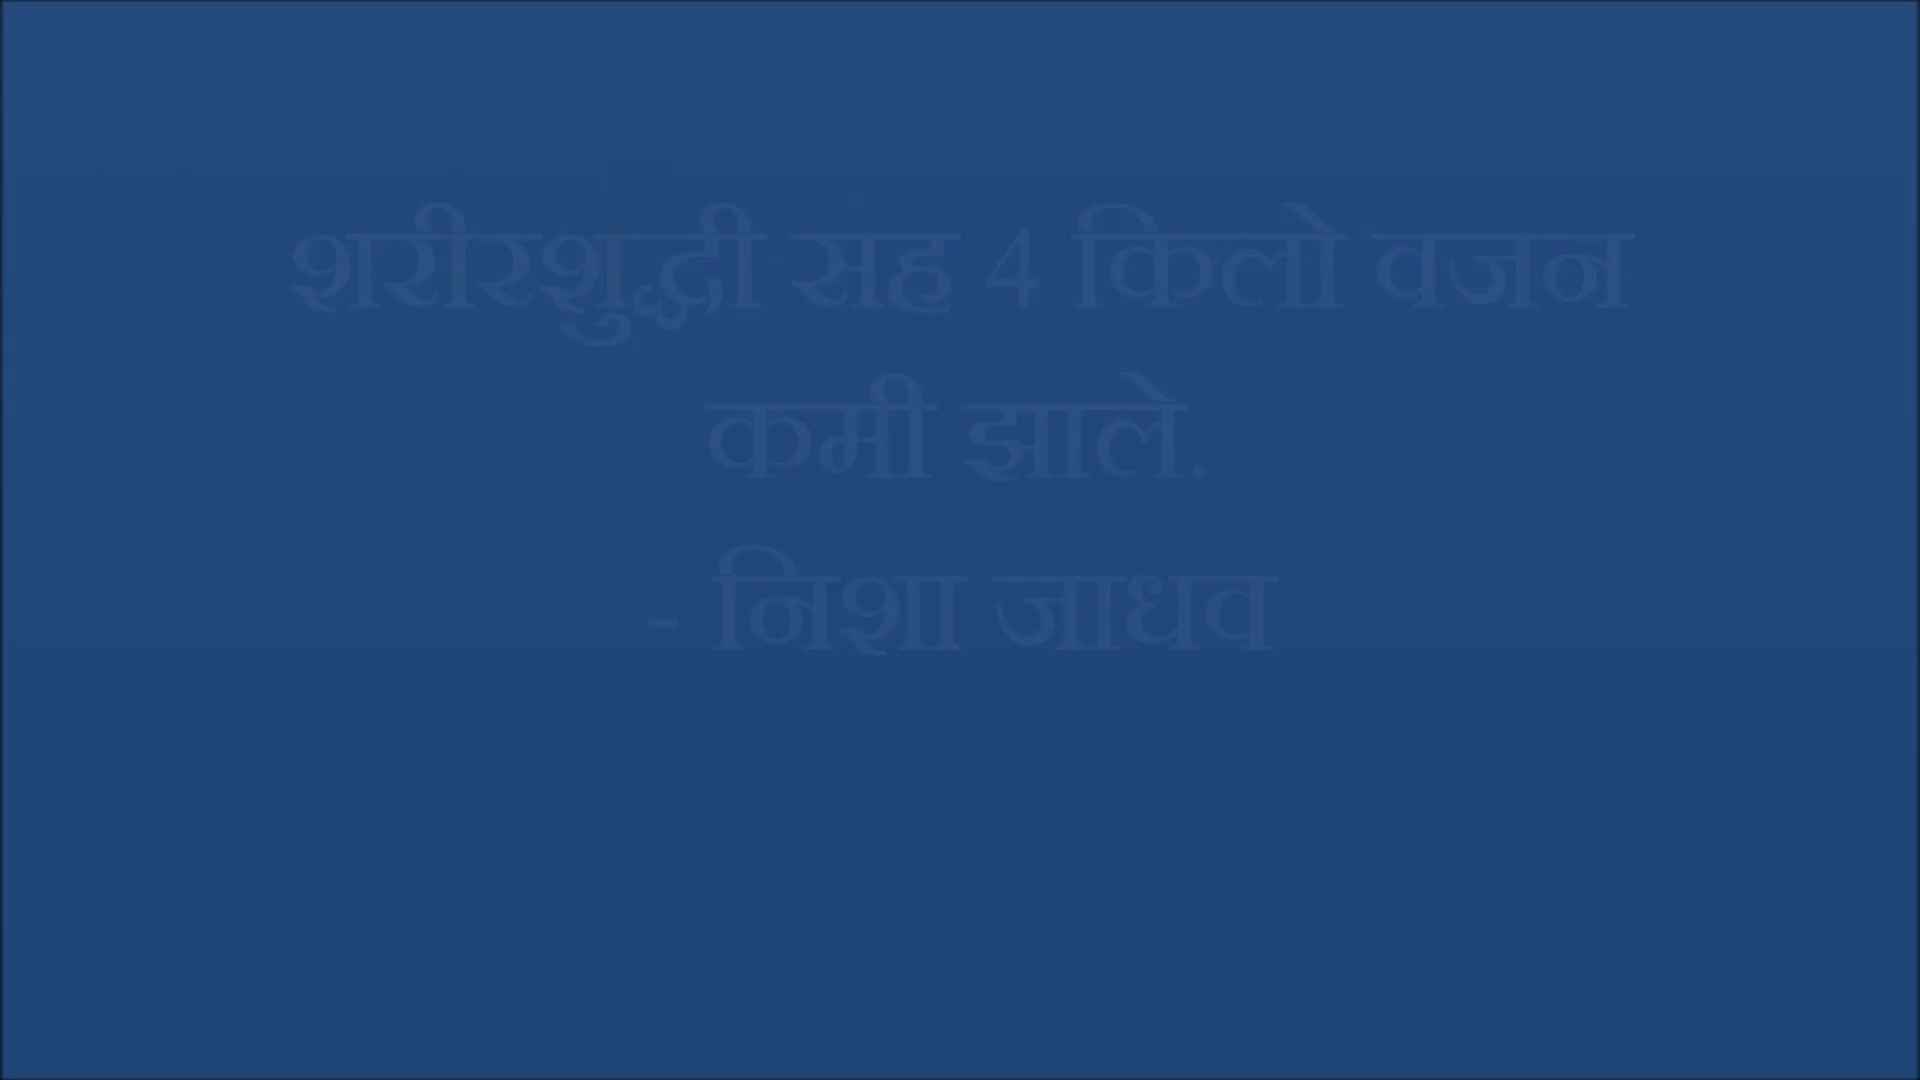 शरीरशुद्धी सह 4 किलो वजन
कमी झाले.
- निशा जाधव